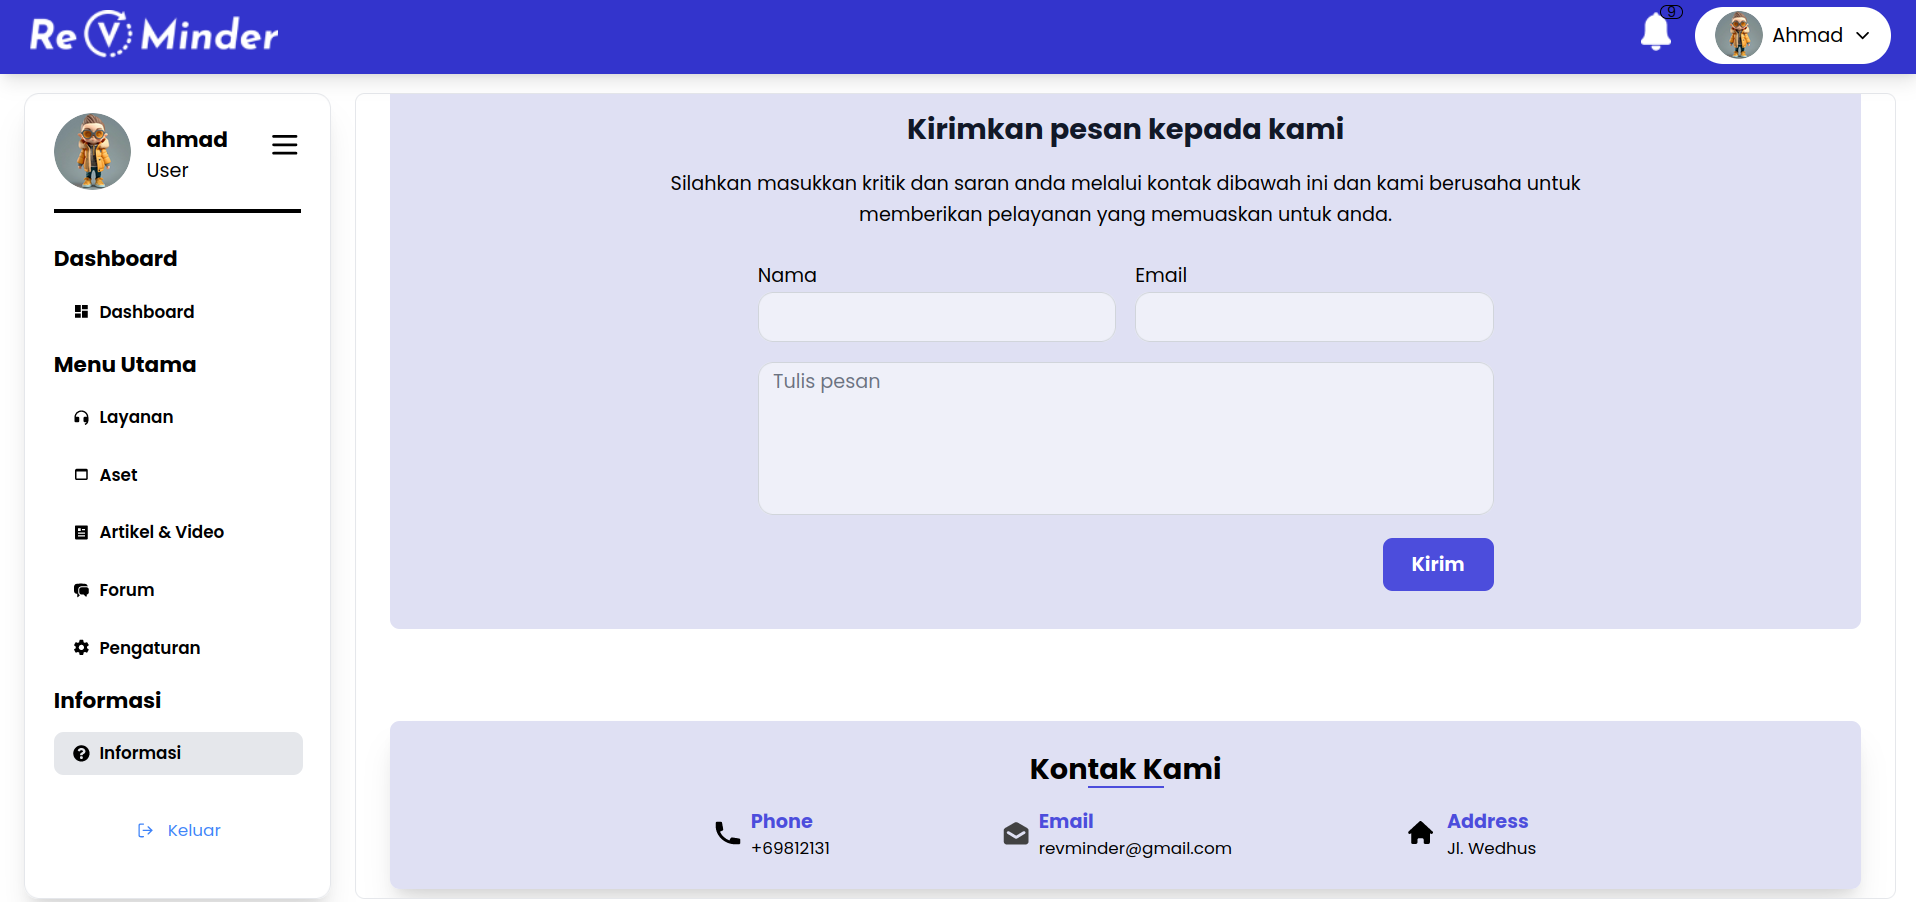 Re V Minder
9
Ahmad
ahmad
User
Dashboard
Dashboard
Menu Utama
Layanan
Aset
Artikel & Video
Forum
Pengaturan
Informasi
Informasi
Keluar
Kirimkan pesan kepada kami
Silahkan masukkan kritik dan saran anda melalui kontak dibawah ini dan kami berusaha untuk
memberikan pelayanan yang memuaskan untuk anda.
Nama
Email
Tulis pesan
Kirim
Kontak Kami
Phone
+69812131
Email
revminder@gmail.com
Address
Jl. Wedhus